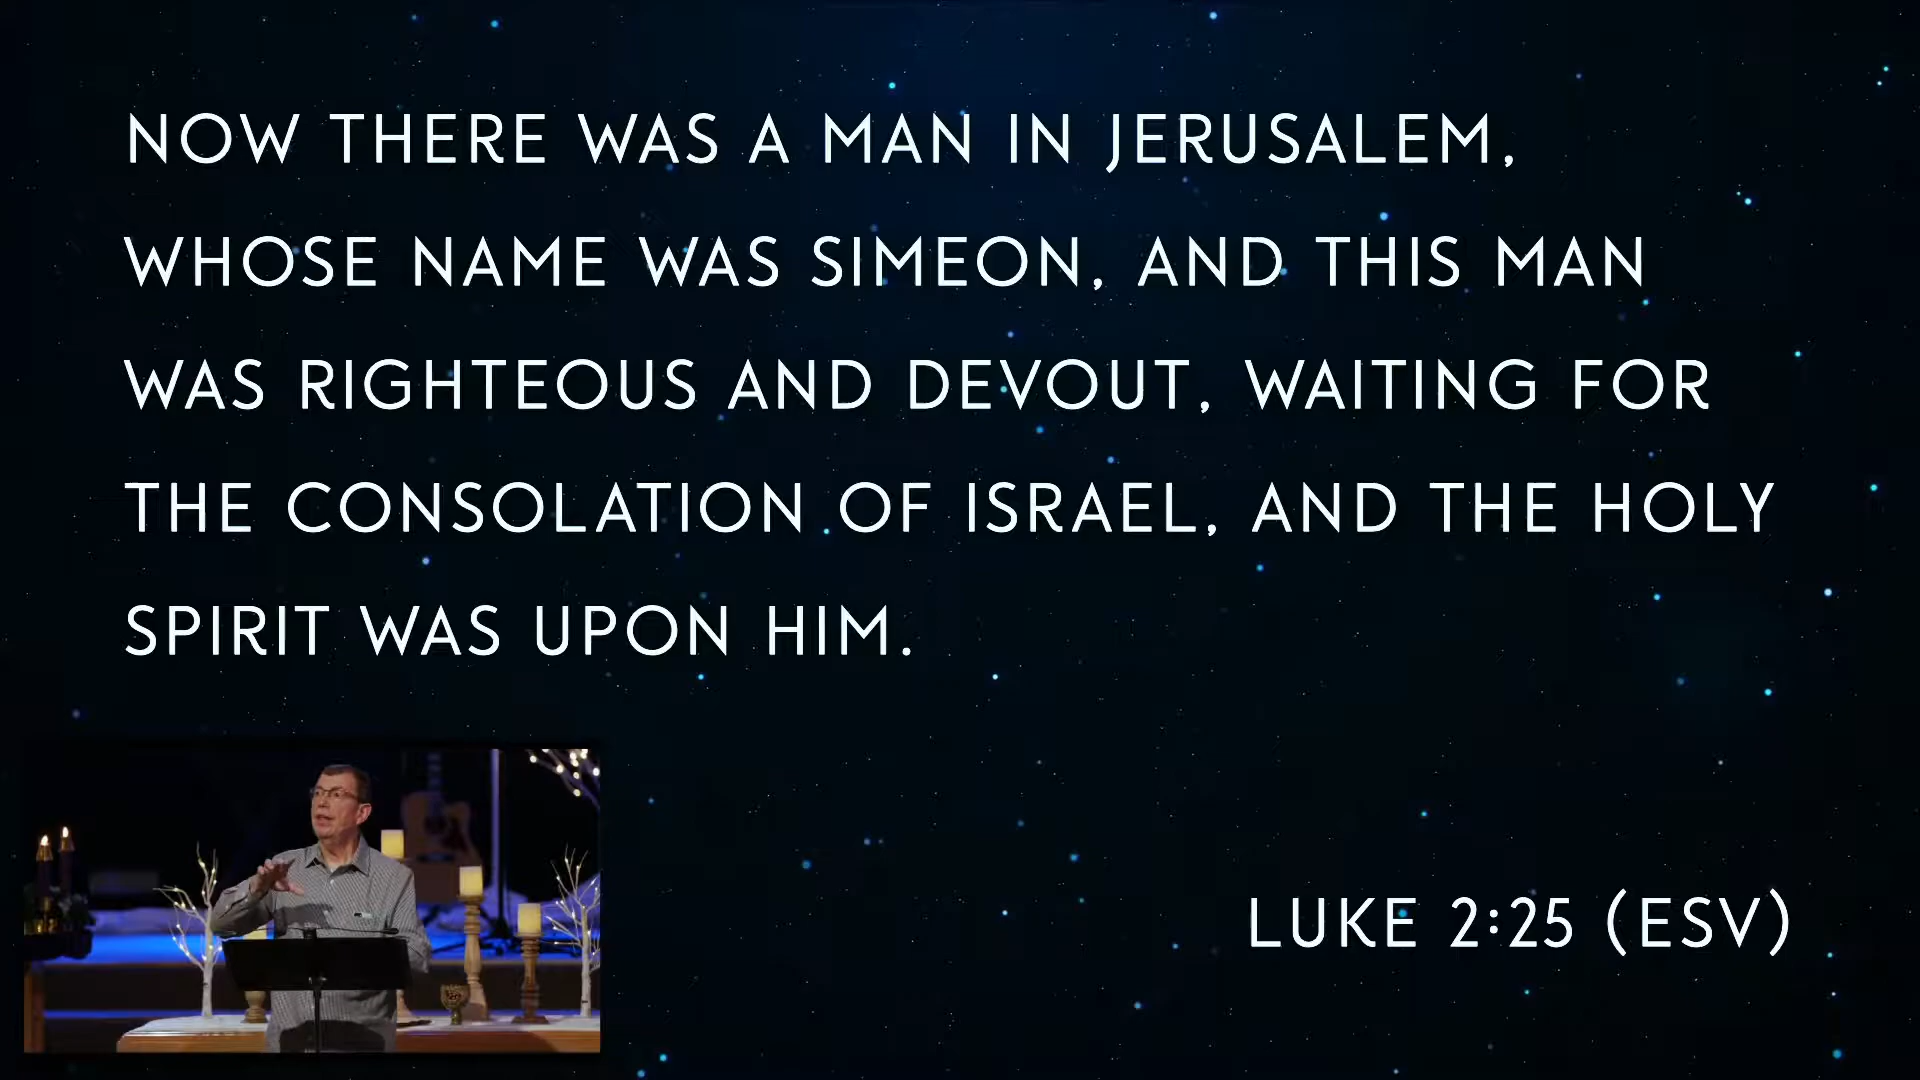 NOW THERE WAS A MAN IN JERUSALEM,
WHOSE NAME WAS SIMEON, AND THIS MAN
WAS RIGHTEOUS AND DEVOUT, WAITING FOR
THE CONSOLATION OF ISRAEL, AND THE HOLY
SPIRIT WAS UPON HIM.
LUKE 2:25 (ESV)